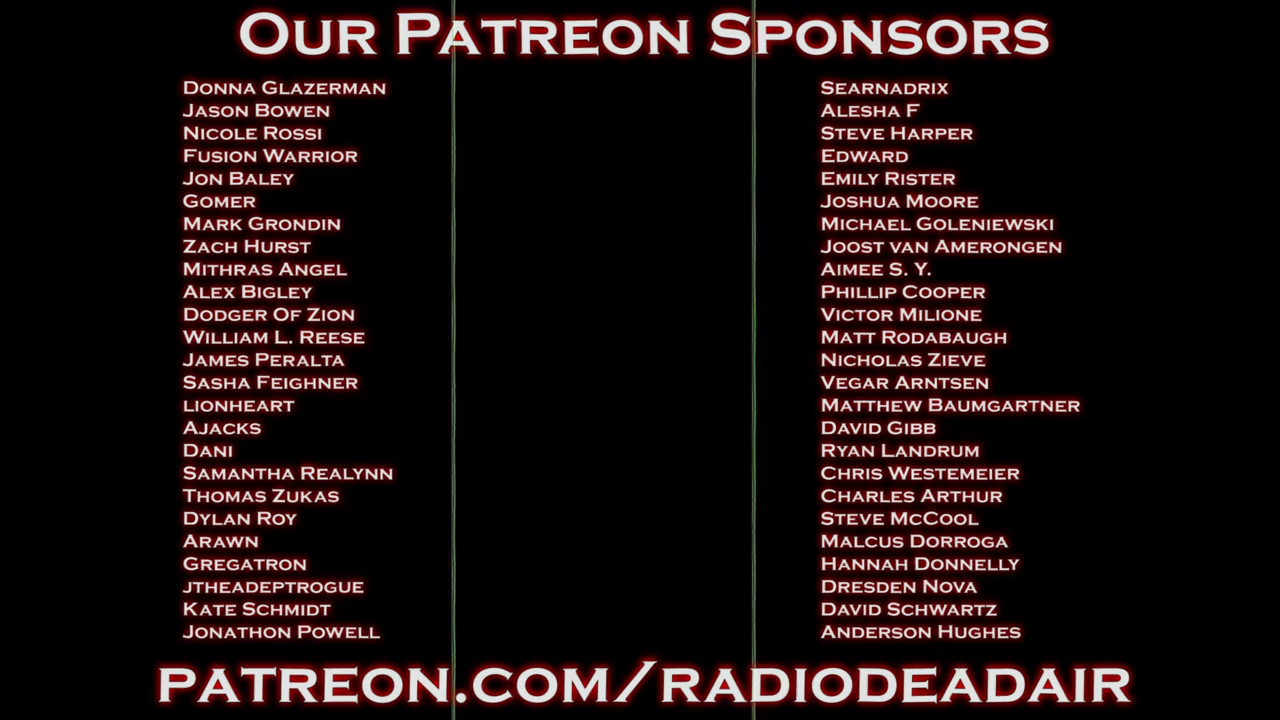 Our Patreon Sponsors
Donna Glazerman
Jason Bowen
Nicole Rossi
Fusion Warrior
Jon Baley
Gomer
Mark Grondin
Zach Hurst
Mithras Angel
Alex Bigley
Dodger Of Zion
William L. Reese
James Peralta
Sasha Feighner
lionheart
Ajacks
Dani
Samantha Realynn
Thomas Zukas
Dylan Roy
Arawn
Gregatron
jtheadeptrogue
Kate Schmidt
Jonathon Powell
Searnadrix
Alesha F
Steve Harper
Edward
Emily Rister
Joshua Moore
Michael Goleniewski
Joost van Amerongen
Aimee S. Y.
Phillip Cooper
Victor Milione
Matt Rodabaugh
Nicholas Zieve
Vegar Arntsen
Matthew Baumgartner
David Gibb
Ryan Landrum
Chris Westemeier
Charles Arthur
Steve McCool
Malcus Dorroga
Hannah Donnelly
Dresden Nova
David Schwartz
Anderson Hughes
patreon.com/radiodeadair